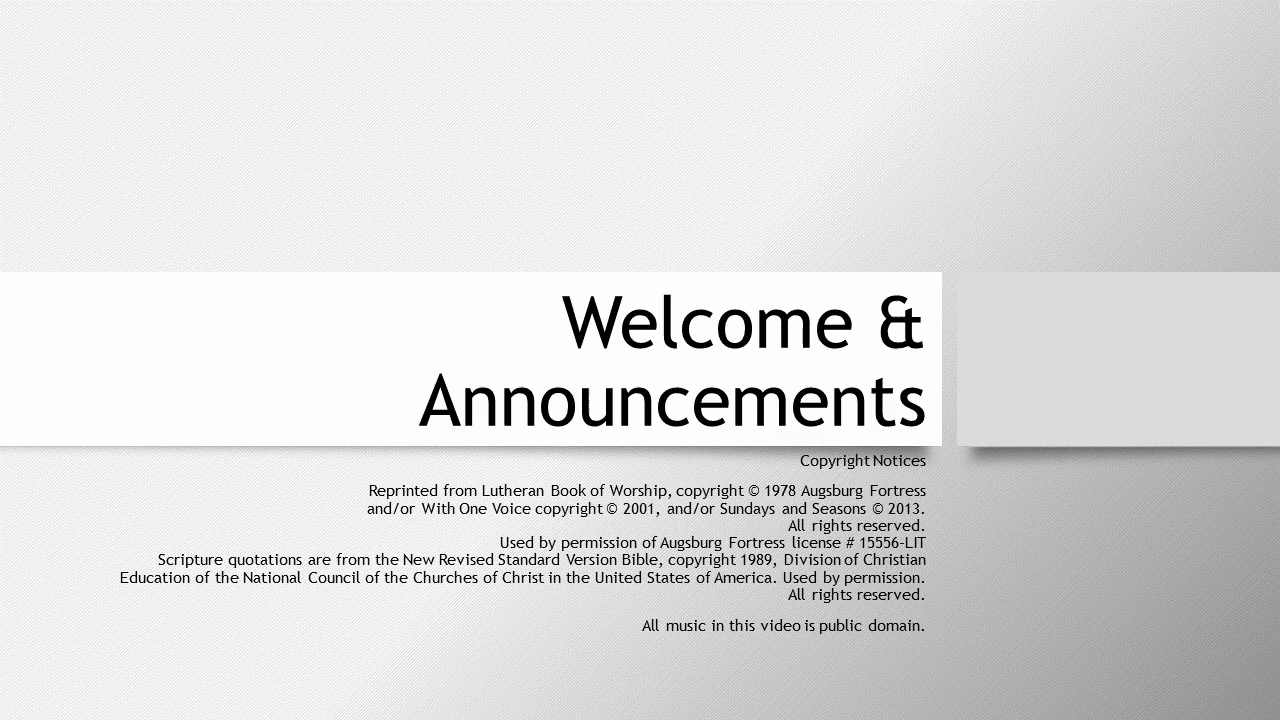 Welcome &
Announcements
Copyright Notices
Reprinted from Lutheran Book of Worship, copyright © 1978 Augsburg Fortress
and/or With One Voice copyright © 2001, and/or Sundays and Seasons © 2013.
All rights reserved.
Used by permission of Augsburg Fortress license # 15556-LIT
Scripture quotations are from the New Revised Standard Version Bible, copyright 1989, Division of Christian
Education of the National Council of the Churches of Christ in the United States of America. Used by permission.
All rights reserved.
All music in this video is public domain.